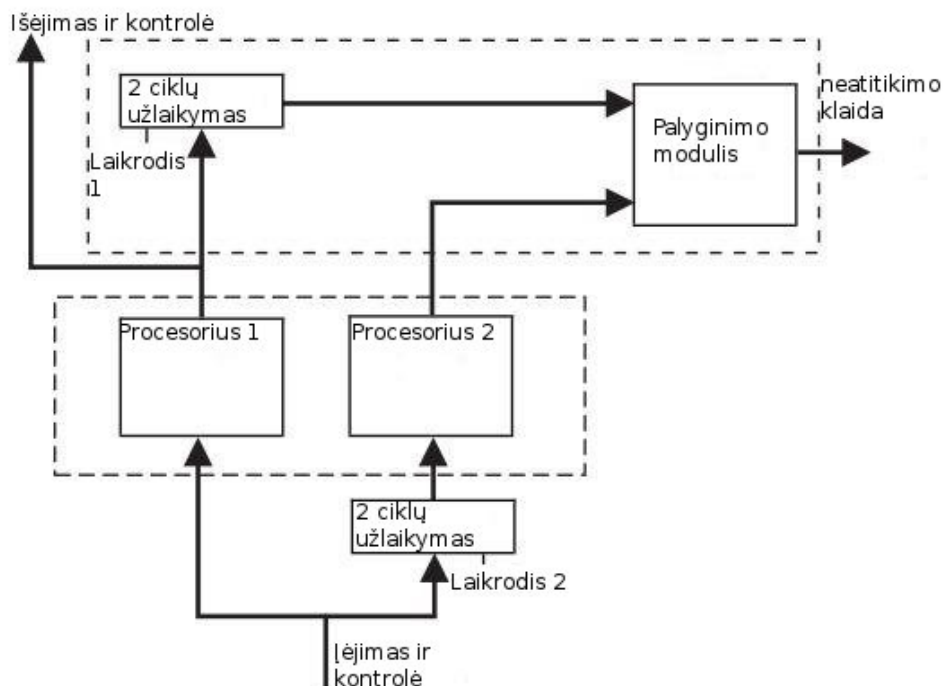 Išėjimas ir kontrolė
2 ciklų
užlaikymas
Laikrodis
1
Palyginimo
modulis
neatitikimo
klaida
Procesorius 1
Procesorius 2
2 ciklų
užlaikymas
Laikrodis 2
Įėjimas ir
kontrolė